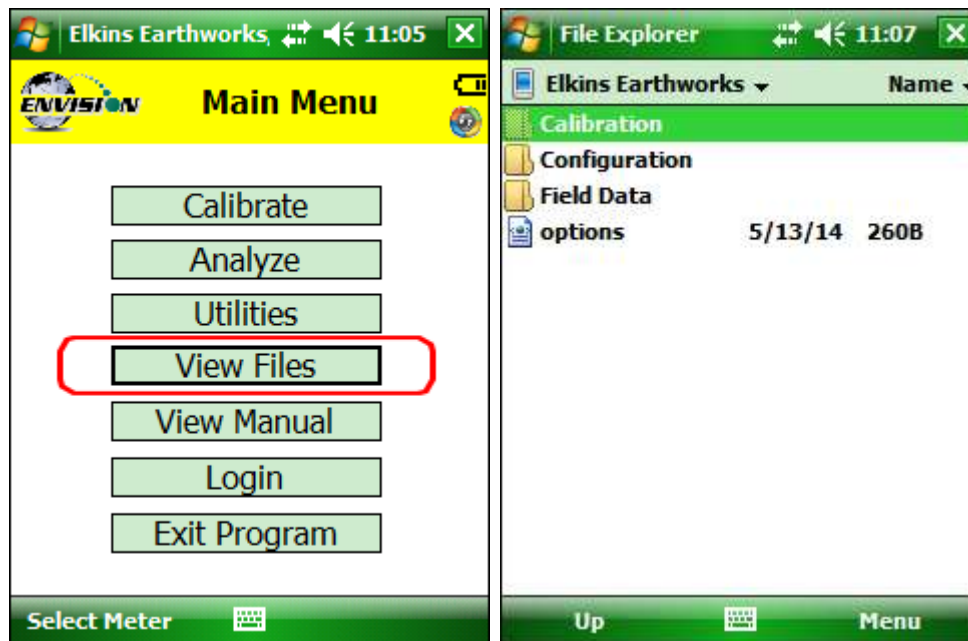 Elkins Earthworks, 11:05
ENVISION Main Menu
Calibrate
Analyze
Utilities
View Files
View Manual
Login
Exit Program
Select Meter
File Explorer 11:07
Elkins Earthworks Name
Calibration
Configuration
Field Data
options 5/13/14 260B
Up Menu